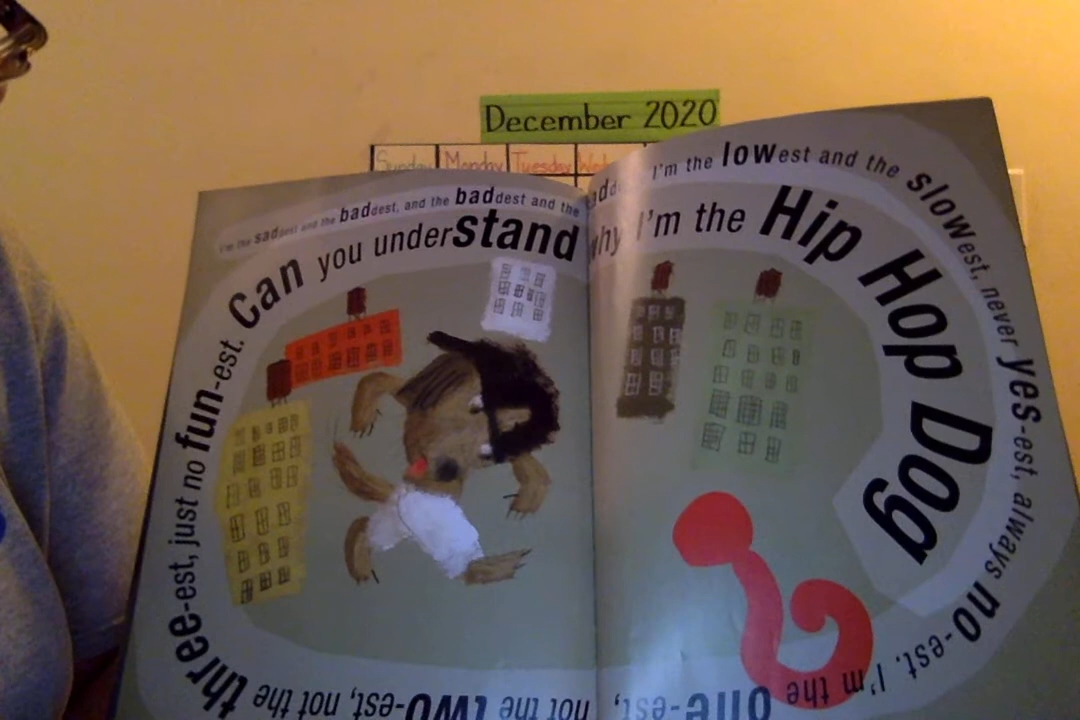 December 2020
Sunday Monday Tuesday
I'm the saddest and the baddest, and the baddest and the
I'm the lowest and the slowest, never yes-est, always no-est. I'm the one-est,
not the two-est, not the three-est, just no fun-est.
Can you understand
why I'm the Hip Hop Dog